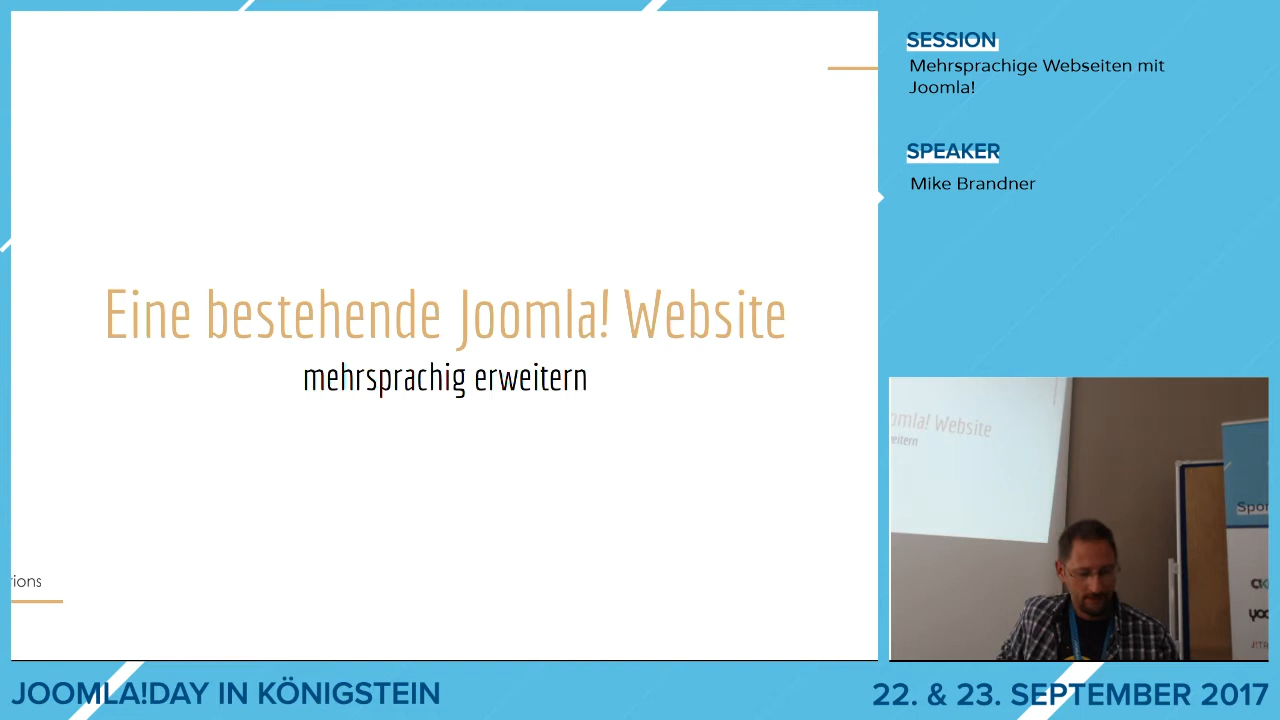 Eine bestehende Joomla! Website
mehrsprachig erweitern
SESSION
Mehrsprachige Webseiten mit
Joomla!
SPEAKER
Mike Brandner
Website
JOOMLA!DAY IN KÖNIGSTEIN
22. & 23. SEPTEMBER 2017